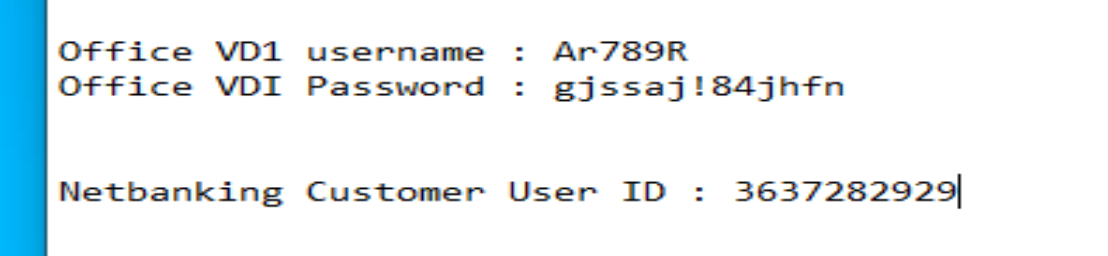 Office VD1 username : Ar789R
Office VDI Password : gjssaj!84jhfn
Netbanking Customer User ID : 3637282929